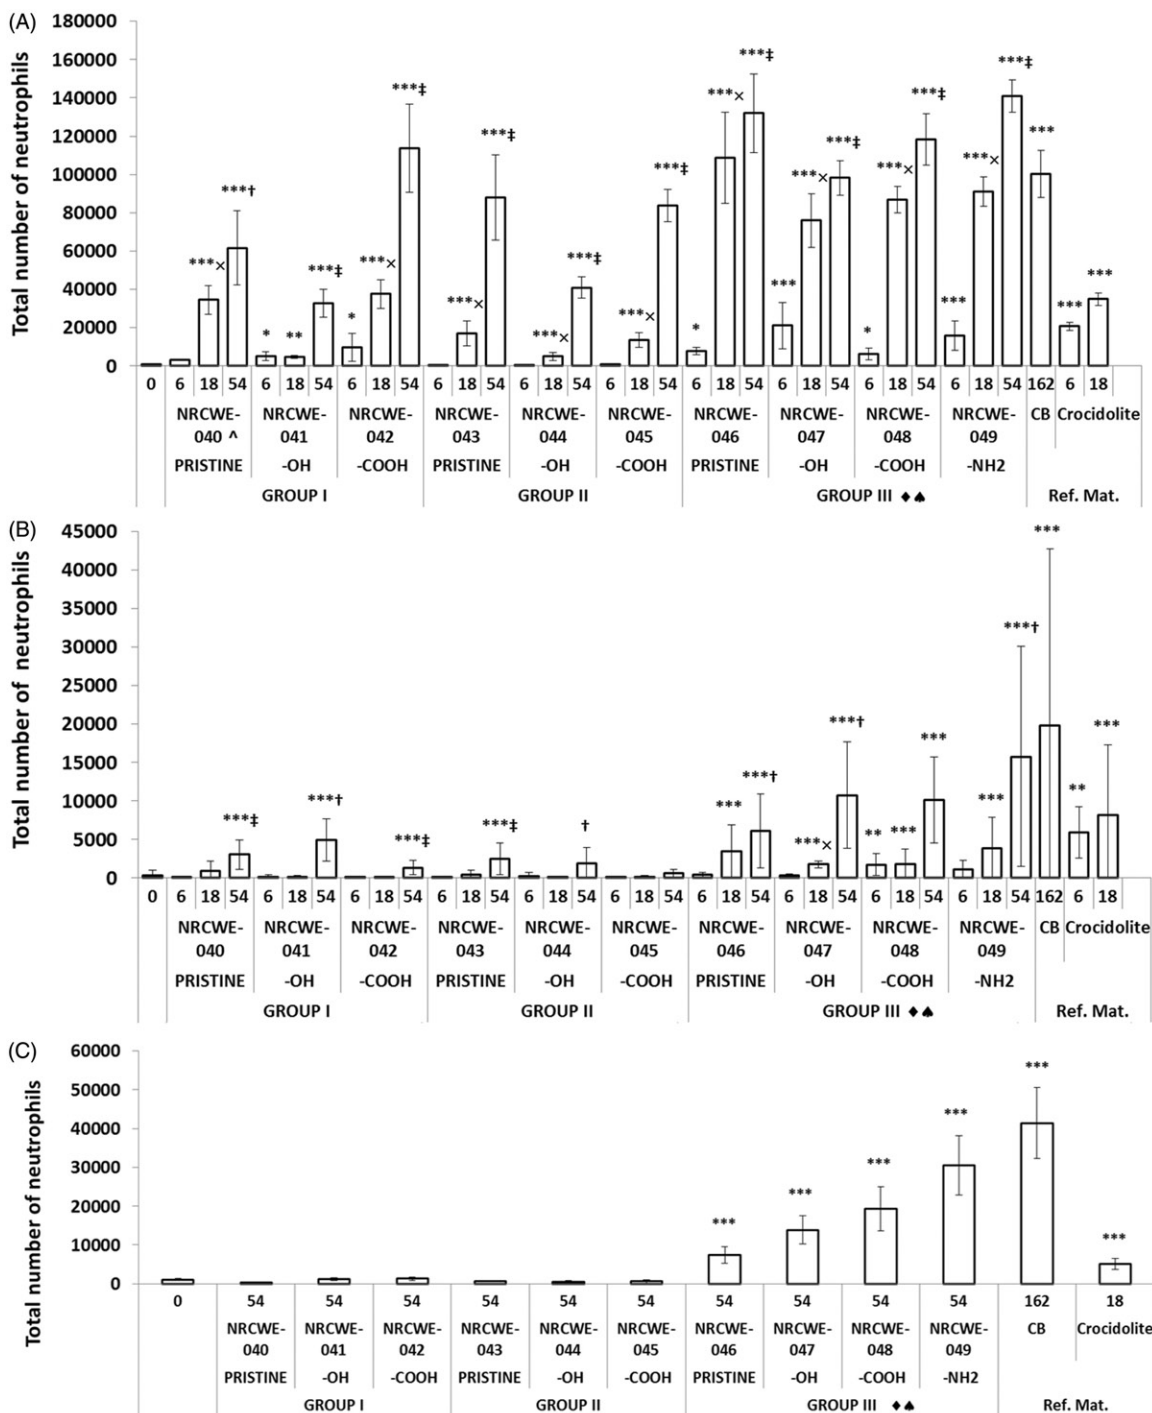 (A)
Total number of neutrophils
180000
160000
140000
120000
100000
80000
60000
40000
20000
0
***†
***×
* ** ***‡
* ***×
***‡
***×
***‡
***×
***‡
***×
***‡
* ***× ***‡
*** ***× ***‡
* ***× ***‡
*** ***× ***‡
***
*** ***
0 6 18 54 6 18 54 6 18 54 6 18 54 6 18 54 6 18 54 6 18 54 6 18 54 6 18 54 6 18 54 162 6 18
NRCWE- NRCWE- NRCWE- NRCWE- NRCWE- NRCWE- NRCWE- NRCWE- NRCWE- NRCWE- CB Crocidolite
040 ^ 041 042 043 044 045 046 047 048 049
PRISTINE -OH -COOH PRISTINE -OH -COOH PRISTINE -OH -COOH -NH2
GROUP I GROUP II GROUP III ♦♠ Ref. Mat.
(B)
Total number of neutrophils
45000
40000
35000
30000
25000
20000
15000
10000
5000
0
***‡ ***† ***‡ ***‡ † *** ***† ***× ***† ** *** *** *** ***† *** ** ***
0 6 18 54 6 18 54 6 18 54 6 18 54 6 18 54 6 18 54 6 18 54 6 18 54 6 18 54 6 18 54 162 6 18
NRCWE- NRCWE- NRCWE- NRCWE- NRCWE- NRCWE- NRCWE- NRCWE- NRCWE- NRCWE- CB Crocidolite
040 041 042 043 044 045 046 047 048 049
PRISTINE -OH -COOH PRISTINE -OH -COOH PRISTINE -OH -COOH -NH2
GROUP I GROUP II GROUP III ♦♠ Ref. Mat.
(C)
Total number of neutrophils
60000
50000
40000
30000
20000
10000
0
*** *** *** *** *** ***
0 54 54 54 54 54 54 54 54 54 54 162 18
NRCWE- NRCWE- NRCWE- NRCWE- NRCWE- NRCWE- NRCWE- NRCWE- NRCWE- NRCWE- CB Crocidolite
040 041 042 043 044 045 046 047 048 049
PRISTINE -OH -COOH PRISTINE -OH -COOH PRISTINE -OH -COOH -NH2
GROUP I GROUP II GROUP III ♦♠ Ref. Mat.